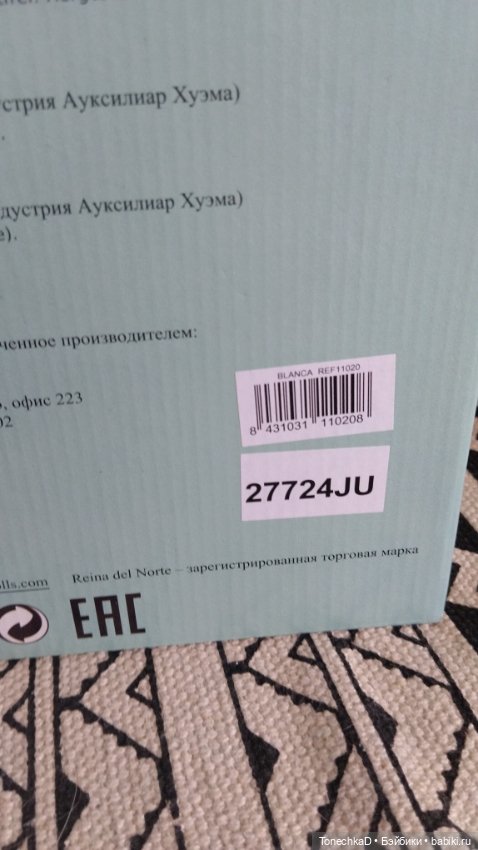 устрия Ауксилиар Хуэма)
.
дустрия Ауксилиар Хуэма)
е).
ченное производителем:
, офис 223
02
BLANCA REF11020
8 431031 110208
27724JU
lls.com
Reina del Norte – зарегистрированная торговая марка
EAC
TonechkaD • Бэйбики • babiki.ru